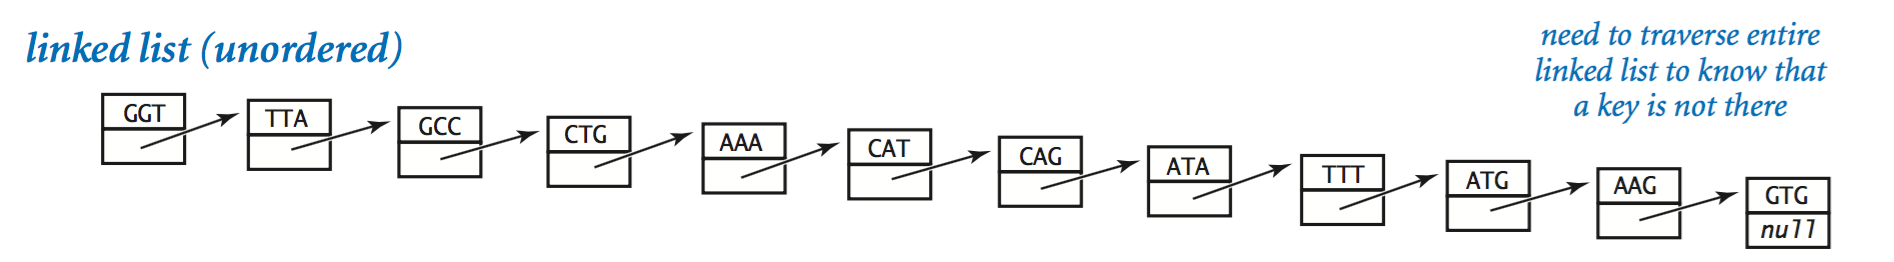 linked list (unordered)
need to traverse entire
linked list to know that
a key is not there
GGT
TTA
GCC
CTG
AAA
CAT
CAG
ATA
TTT
ATG
AAG
GTG
null